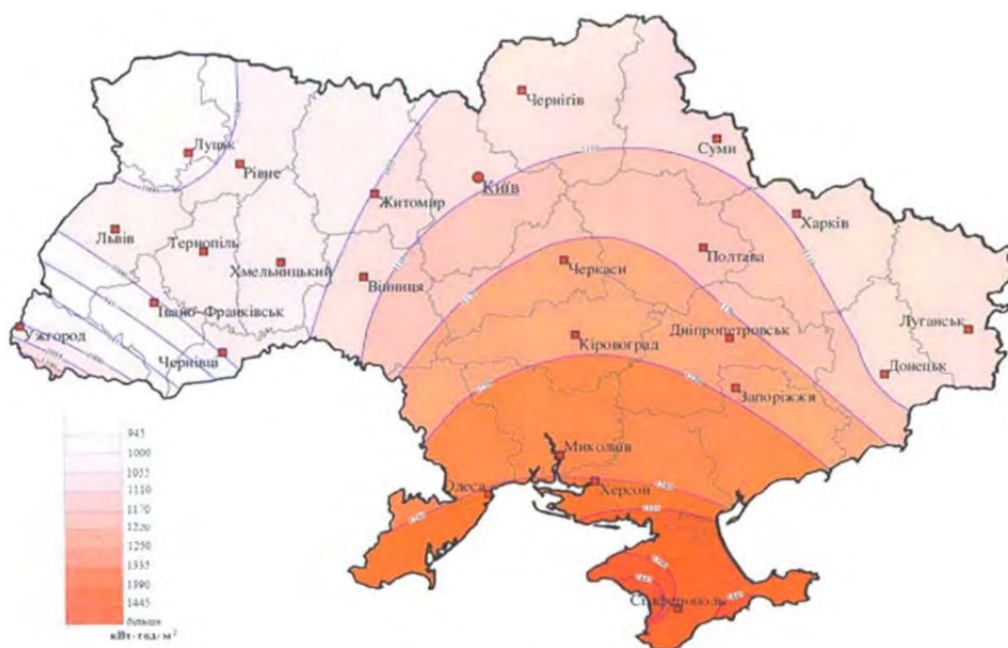 Чернігів
Луцьк
Рівне
Суми
Київ
Житомир
Харків
Львів
Тернопіль
Хмельницький
Вінниця
Черкаси
Полтава
Івано-Франківськ
Ужгород
Чернівці
Кіровоград
Дніпропетровськ
Луганськ
Донецьк
Запоріжжя
Миколаїв
Одеса
Херсон
Сімферополь
945
1000
1055
1110
1170
1220
1250
1335
1390
1445
більше
кВт·год/м²